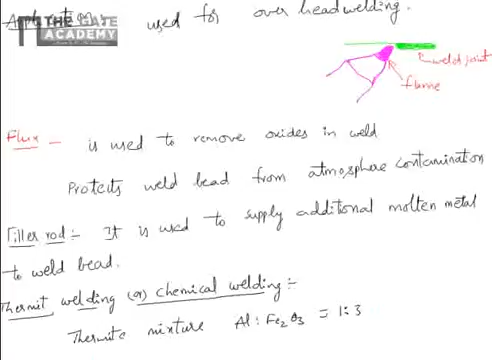 THE GATE
ACADEMY
Application: used for over headwelding.
weld joint
flame
Flux — is used to remove oxides in weld
Protects weld bead from atmosphere contamination
Filler rod:- It is used to supply additional molten metal
to weld bead.
Thermit welding (or) chemical welding:-
Thermite mixture Al : Fe2O3 = 1:3